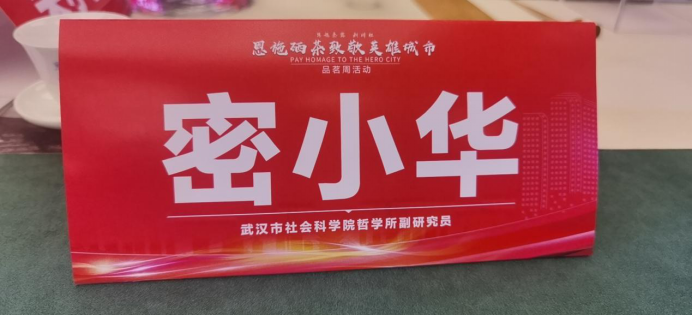 恩施硒茶致敬英雄城市
PAY HOMAGE TO THE HERO CITY
品茗周活动
密小华
武汉市社会科学院哲学所副研究员